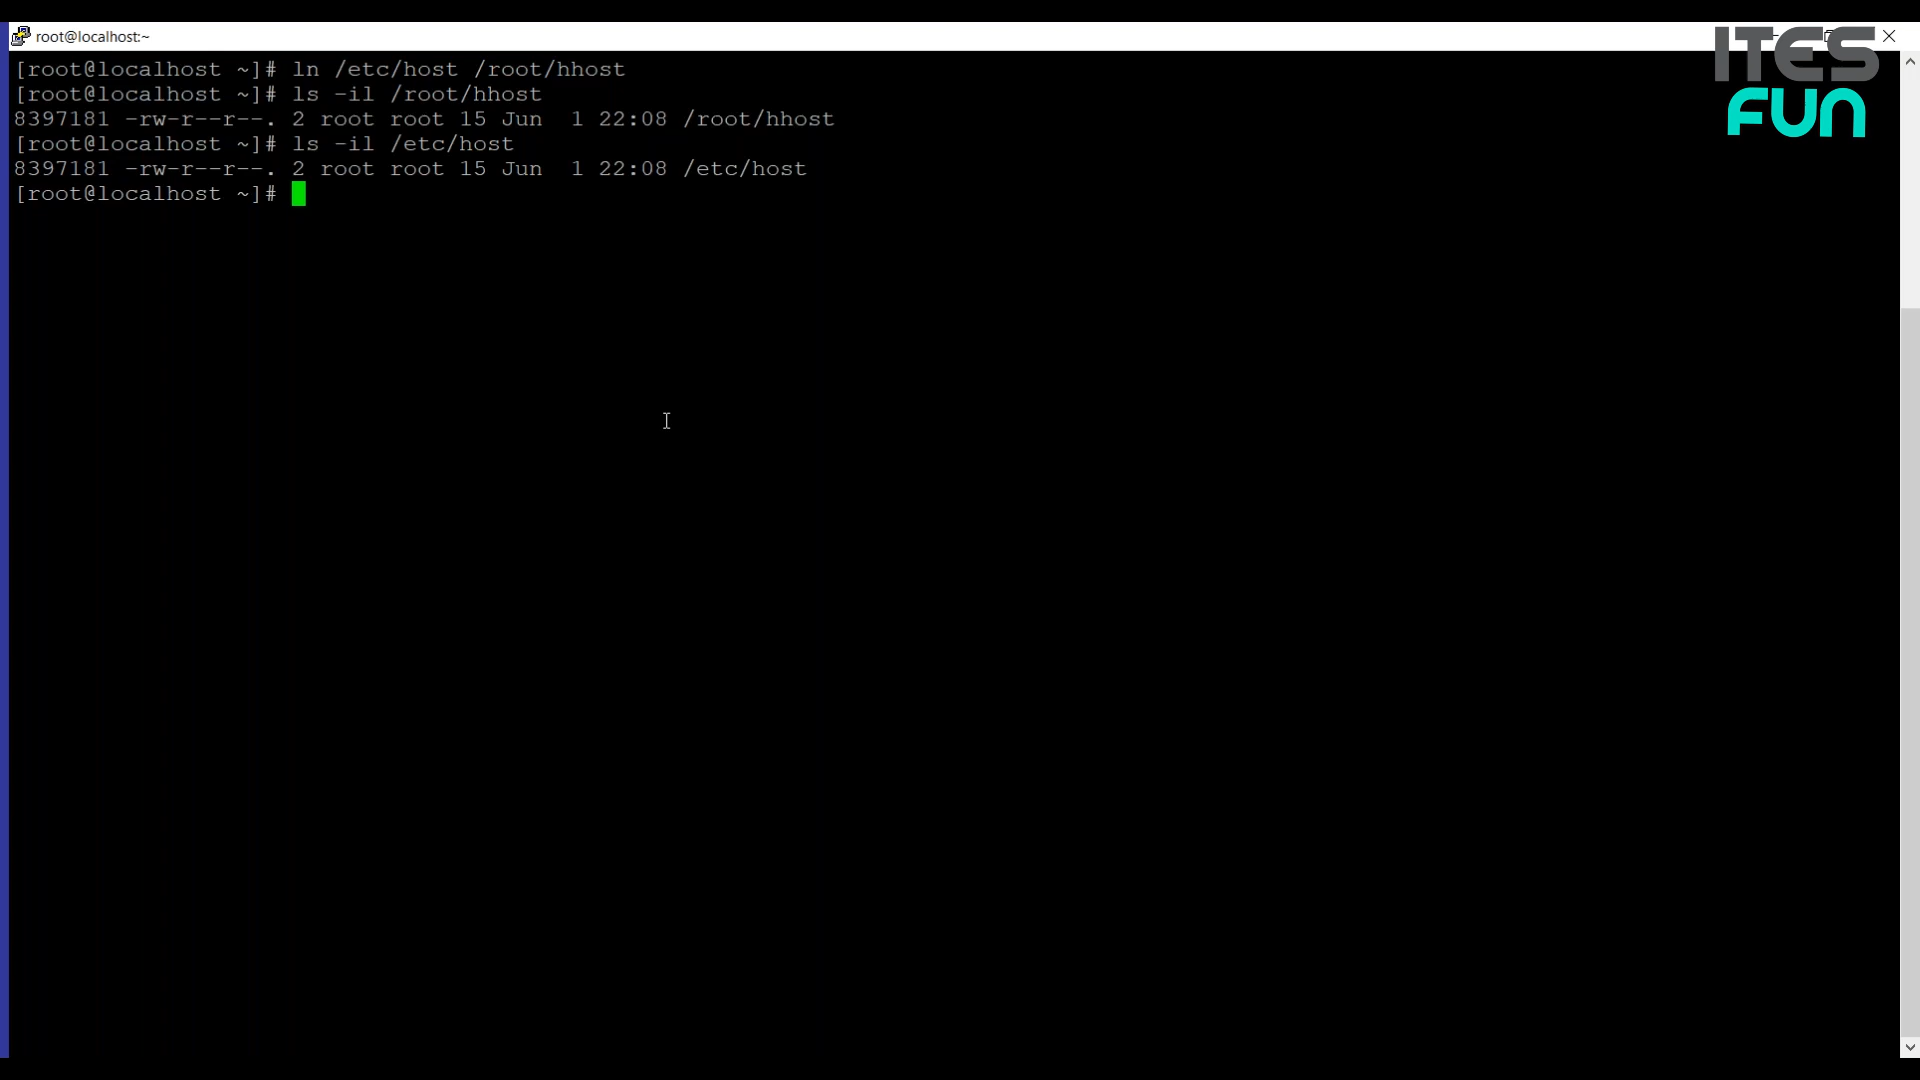 root@localhost:~
ITES
FUN
[root@localhost ~]# ln /etc/host /root/hhost
[root@localhost ~]# ls -il /root/hhost
8397181 -rw-r--r--. 2 root root 15 Jun  1 22:08 /root/hhost
[root@localhost ~]# ls -il /etc/host
8397181 -rw-r--r--. 2 root root 15 Jun  1 22:08 /etc/host
[root@localhost ~]#